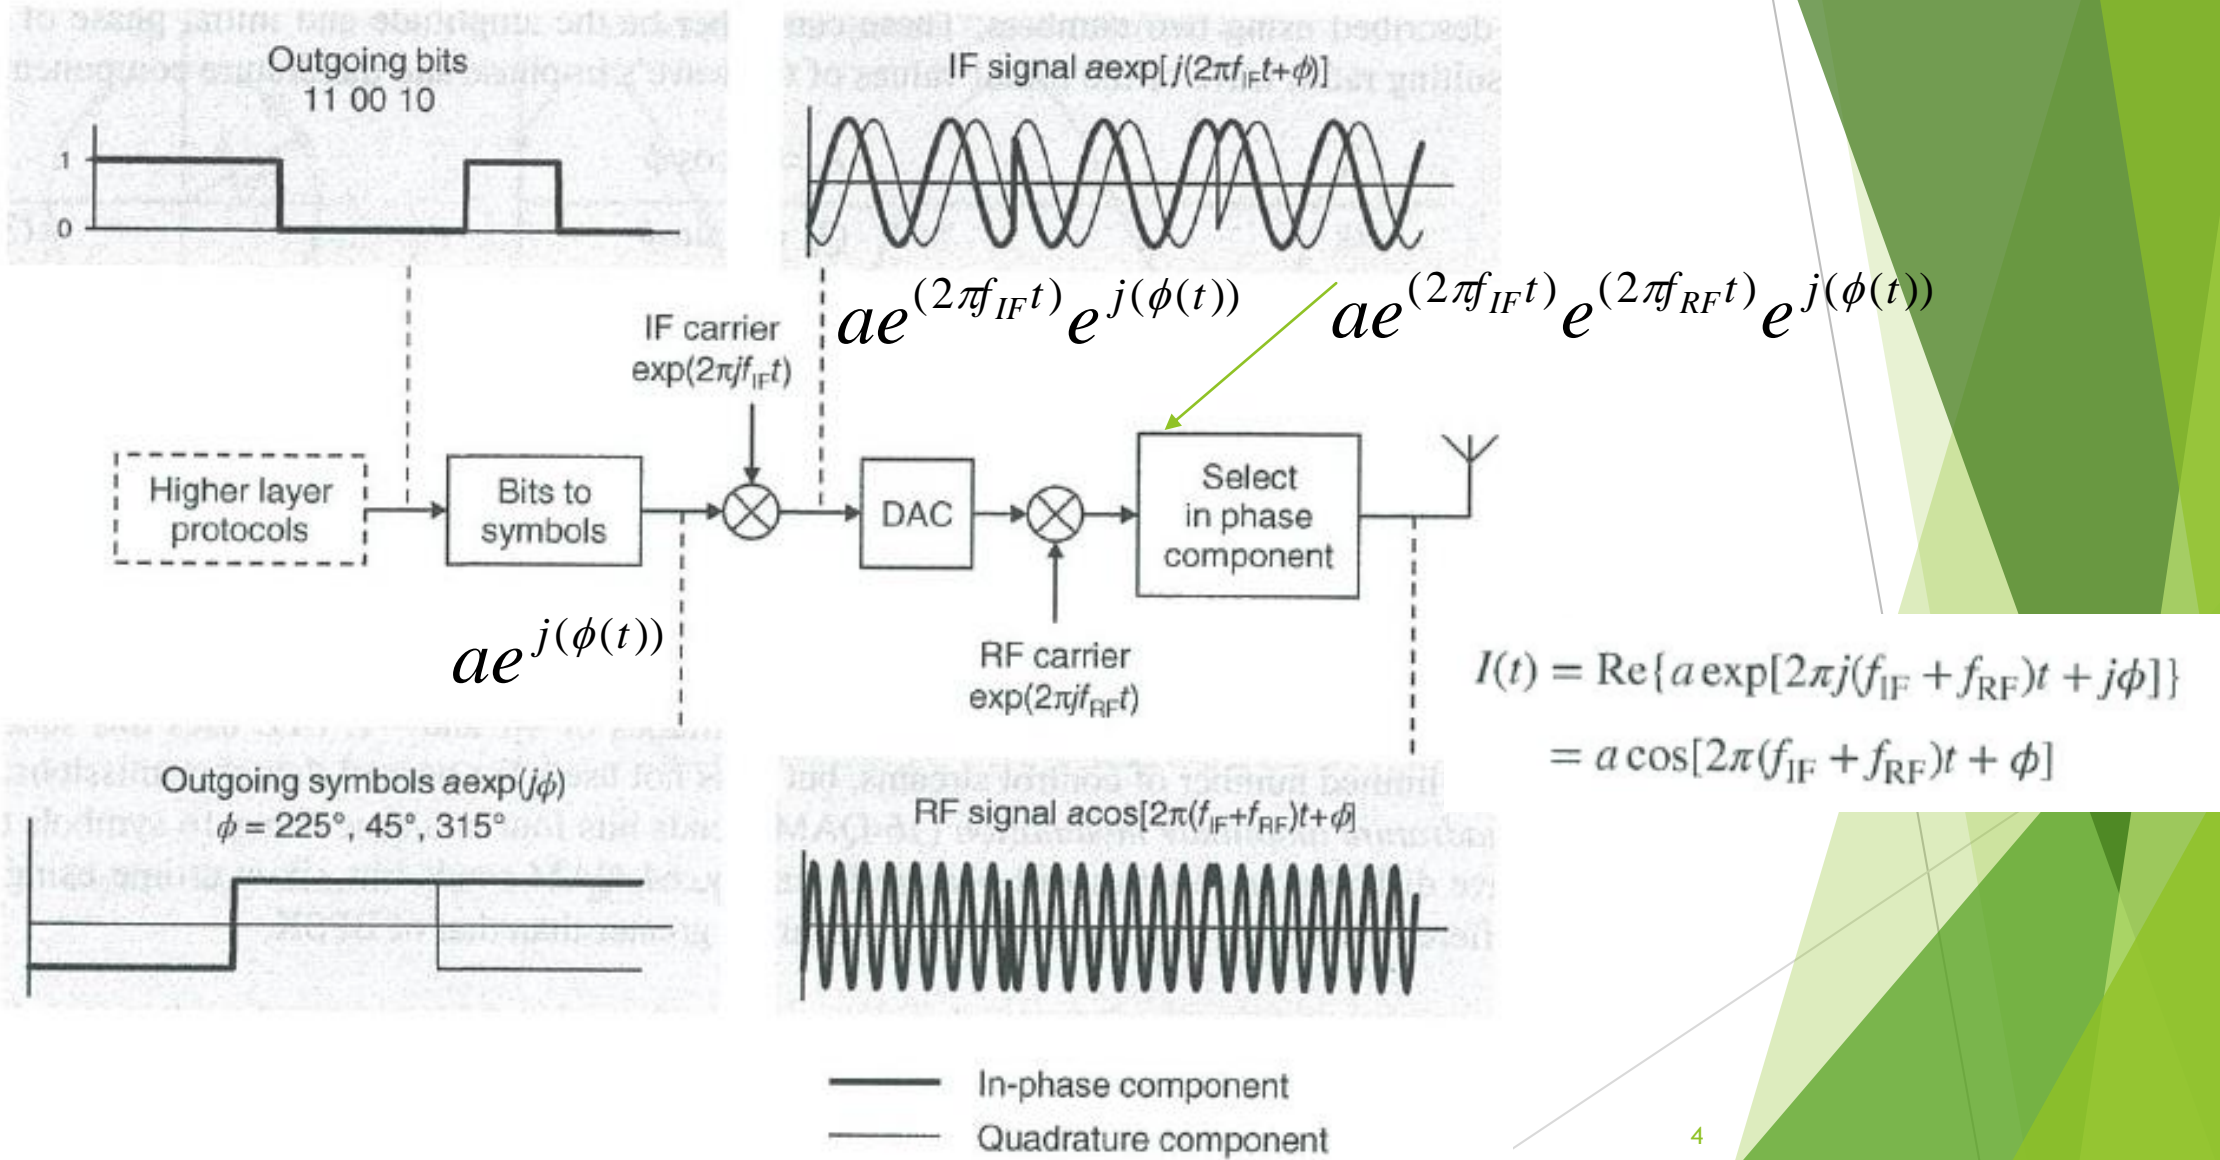 Outgoing bits
11 00 10
1
0
IF signal aexp[j(2πf_IF t+ϕ)]
ae^(2πf_IF t) e^j(ϕ(t))
ae^(2πf_IF t) e^(2πf_RF t) e^j(ϕ(t))
IF carrier
exp(2πjf_IF t)
Higher layer
protocols
Bits to
symbols
DAC
Select
in phase
component
ae^j(ϕ(t))
RF carrier
exp(2πjf_RF t)
I(t) = Re{a exp[2πj(f_IF + f_RF)t + jϕ]}
= a cos[2π(f_IF + f_RF)t + ϕ]
Outgoing symbols aexp(jϕ)
ϕ = 225°, 45°, 315°
RF signal acos[2π(f_IF+f_RF)t+ϕ]
In-phase component
Quadrature component
4